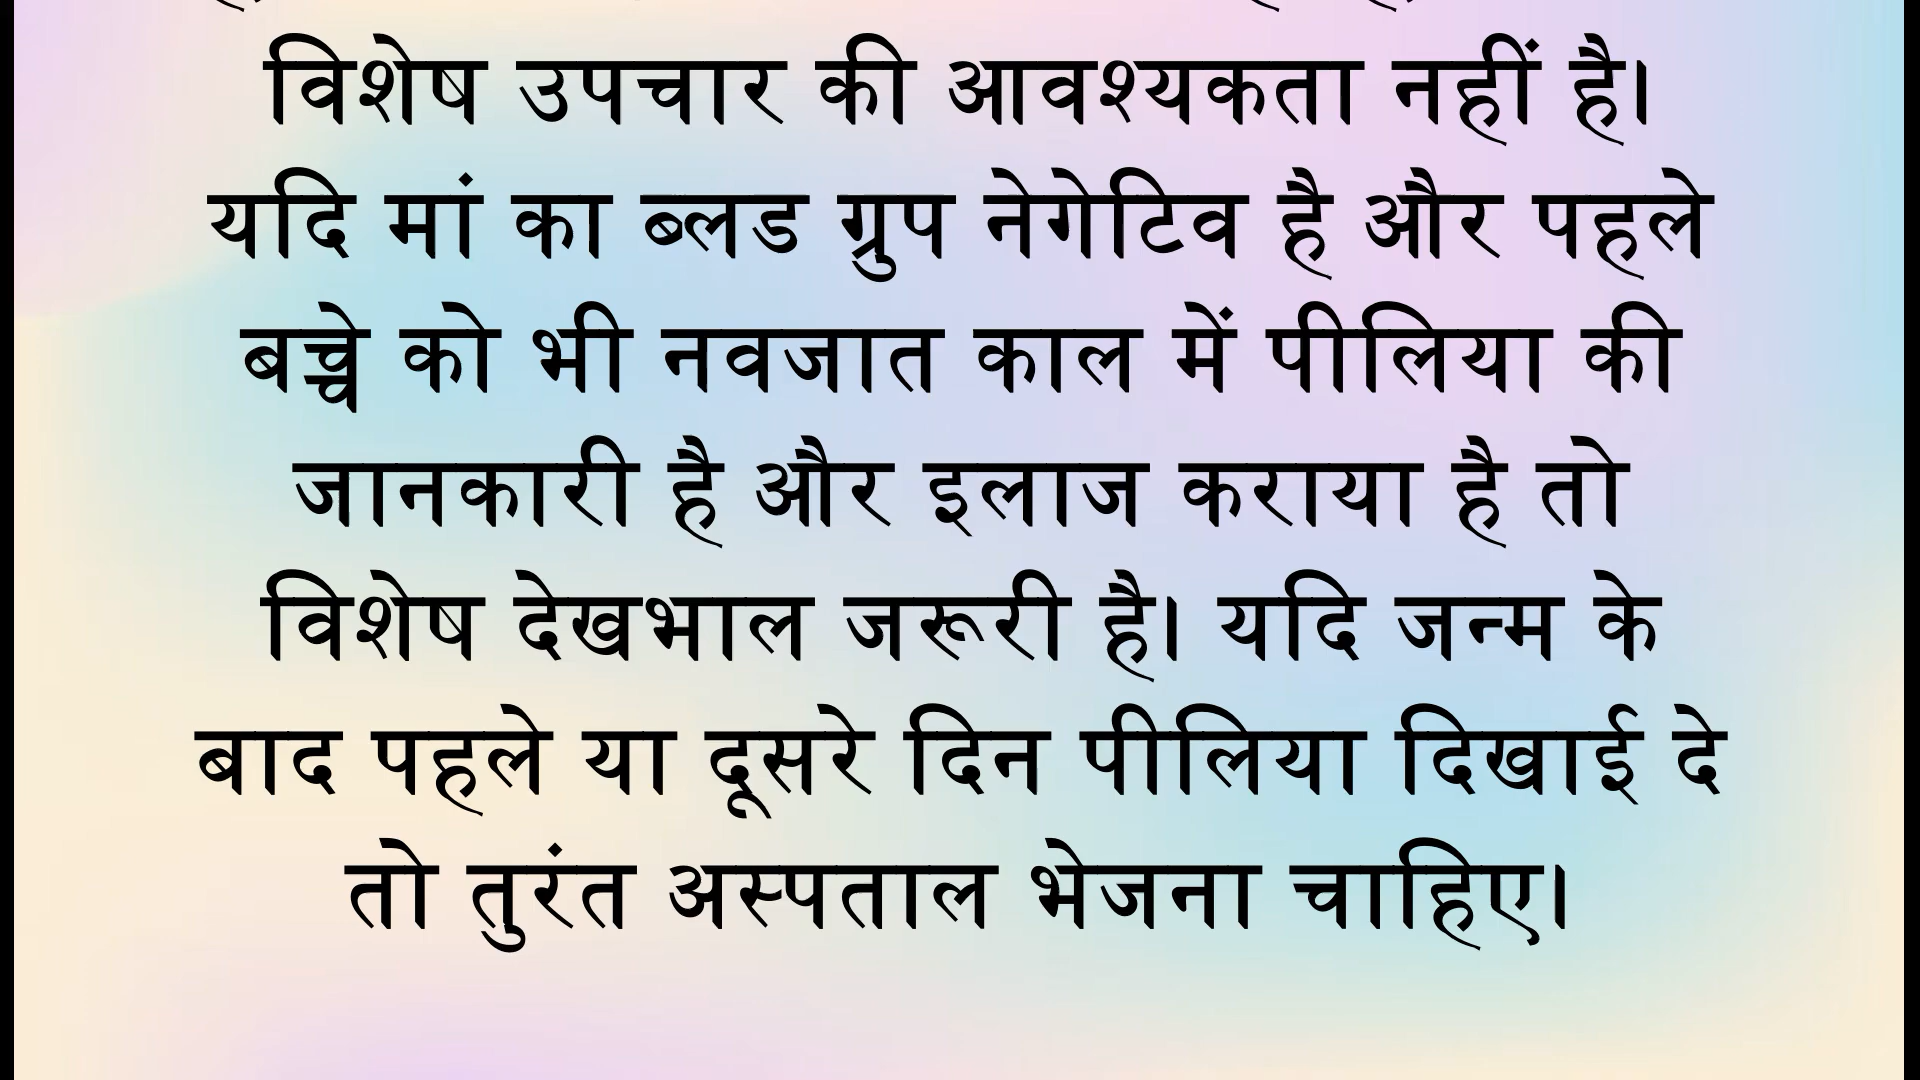 विशेष उपचार की आवश्यकता नहीं है।
यदि मां का ब्लड ग्रुप नेगेटिव है और पहले
बच्चे को भी नवजात काल में पीलिया की
जानकारी है और इलाज कराया है तो
विशेष देखभाल जरूरी है। यदि जन्म के
बाद पहले या दूसरे दिन पीलिया दिखाई दे
तो तुरंत अस्पताल भेजना चाहिए।